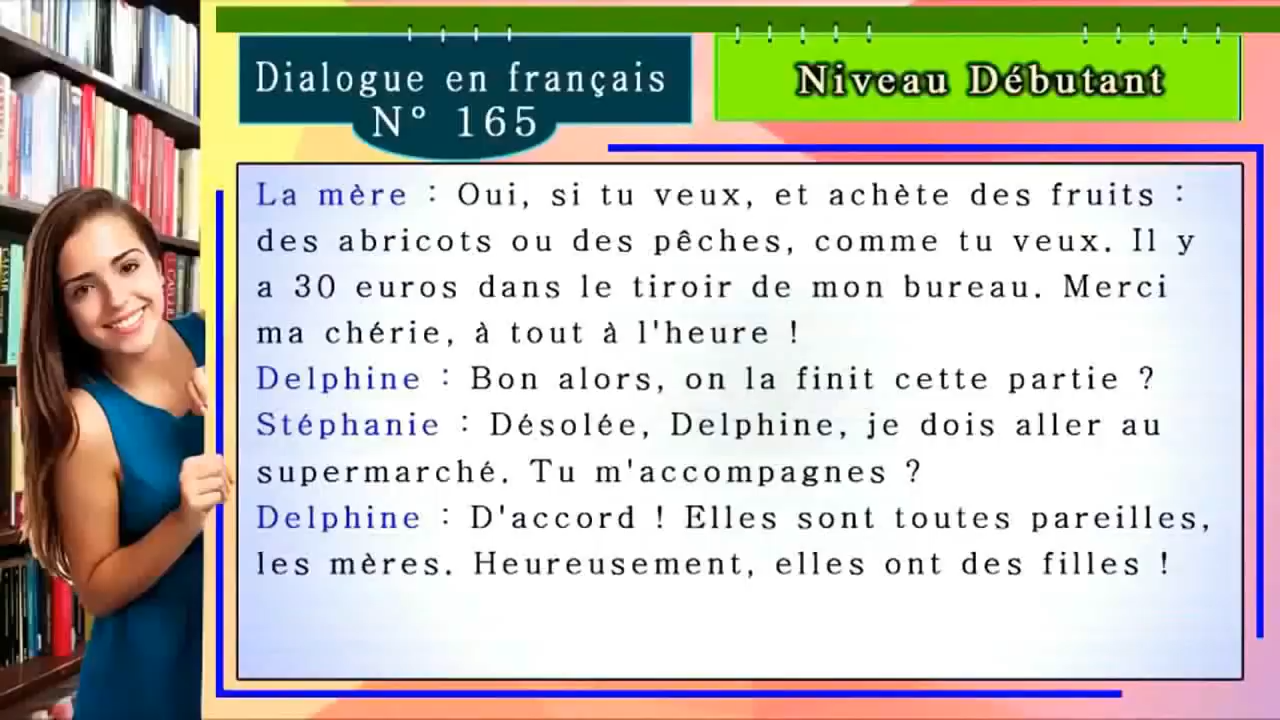 Dialogue en français
N° 165
Niveau Débutant
La mère : Oui, si tu veux, et achète des fruits :
des abricots ou des pêches, comme tu veux. Il y
a 30 euros dans le tiroir de mon bureau. Merci
ma chérie, à tout à l'heure !
Delphine : Bon alors, on la finit cette partie ?
Stéphanie : Désolée, Delphine, je dois aller au
supermarché. Tu m'accompagnes ?
Delphine : D'accord ! Elles sont toutes pareilles,
les mères. Heureusement, elles ont des filles !